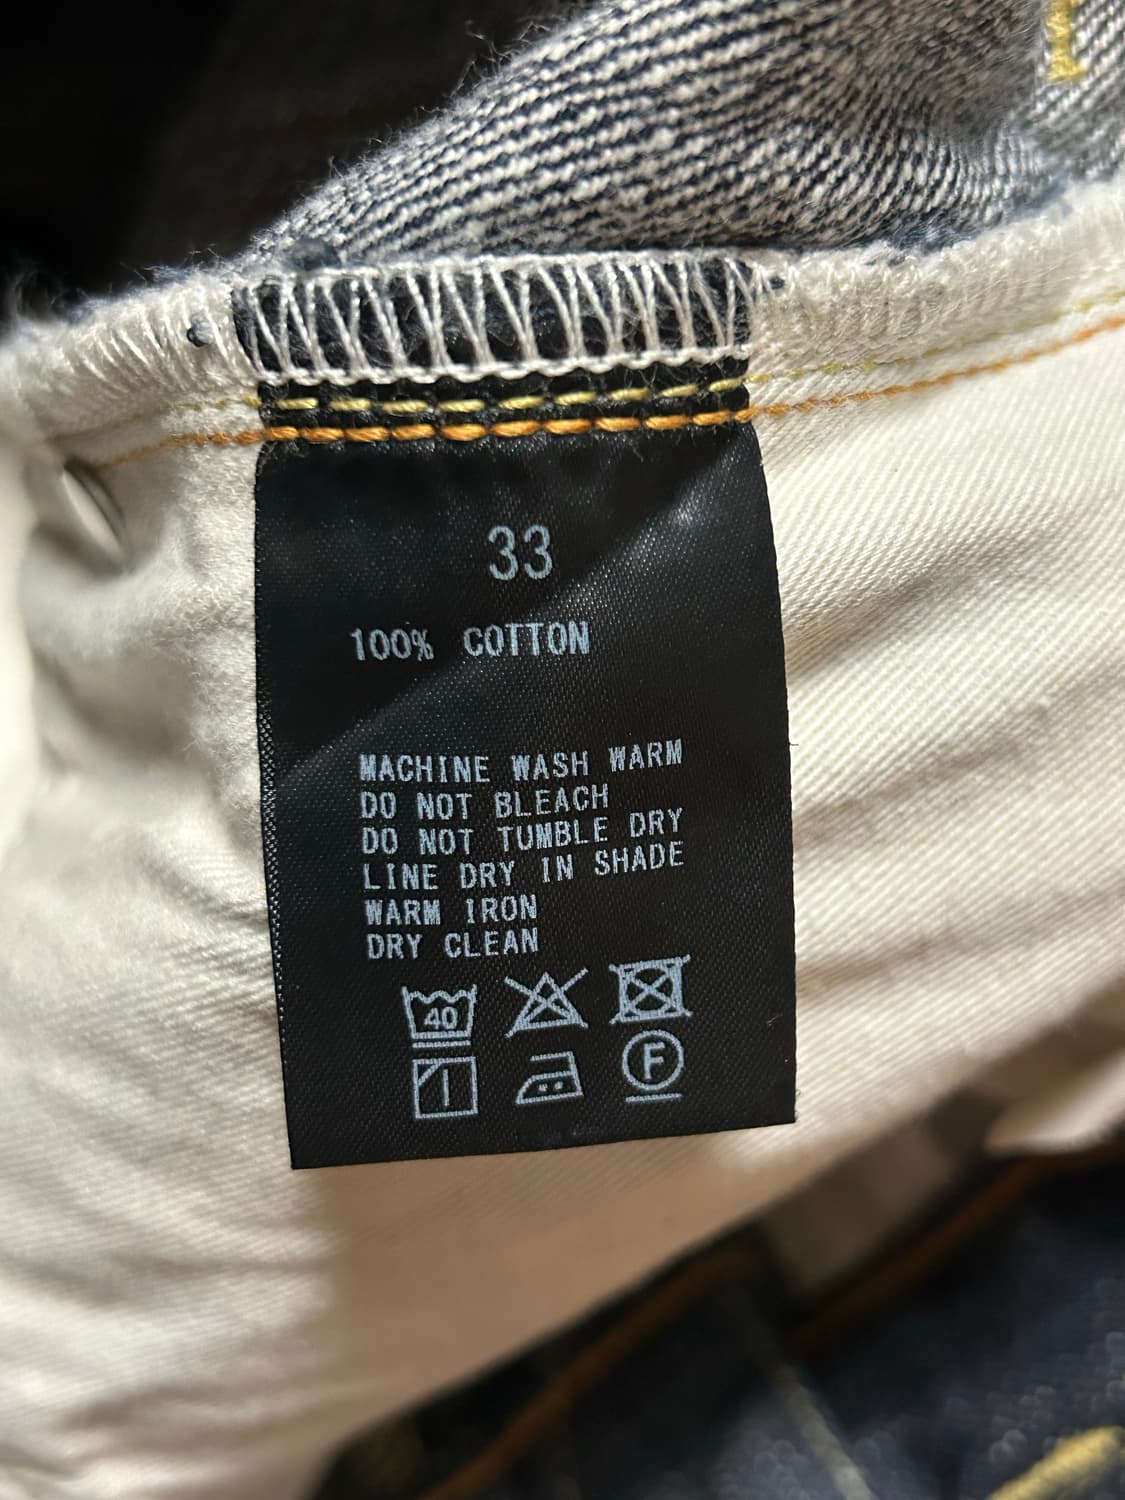 33
100% COTTON
MACHINE WASH WARM
DO NOT BLEACH
DO NOT TUMBLE DRY
LINE DRY IN SHADE
WARM IRON
DRY CLEAN
40
F